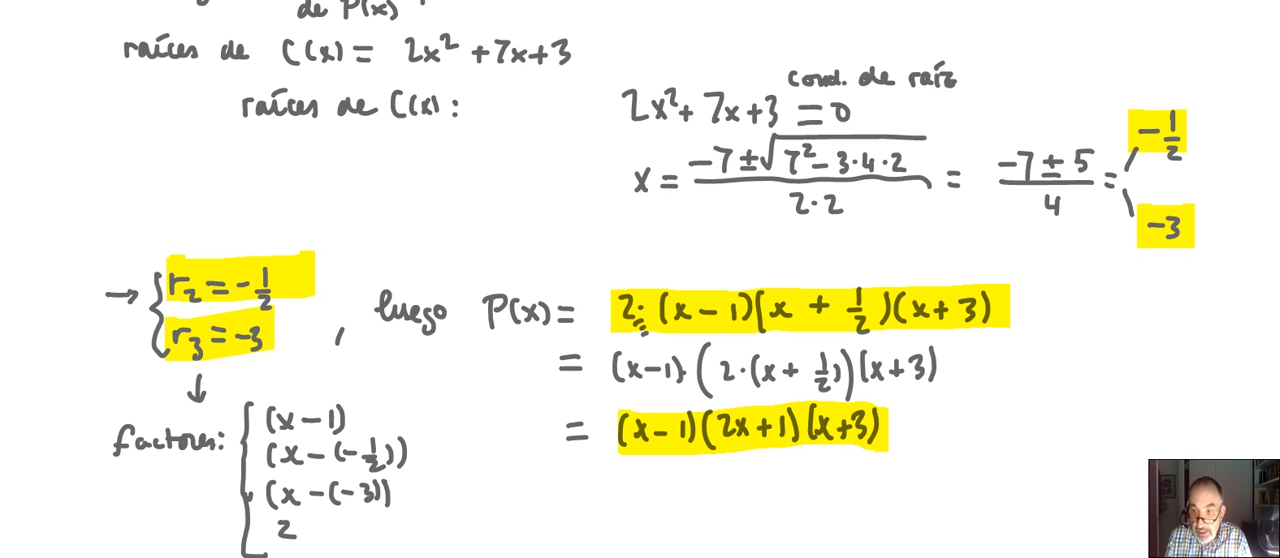 de P(x)
raíces de C(x) = 2x² + 7x + 3
cond. de raíz
raíces de C(x): 2x² + 7x + 3 = 0
x = (-7 ± √(7² - 3·4·2)) / (2·2) = (-7 ± 5) / 4 =
-1/2
-3
→ { r₂ = -1/2
r₃ = -3
, luego P(x) = 2·(x - 1)(x + 1/2)(x + 3)
= (x-1)(2·(x + 1/2))(x+3)
= (x-1)(2x+1)(x+3)
↓
factores: { (x-1)
(x-(-1/2))
(x-(-3))
2